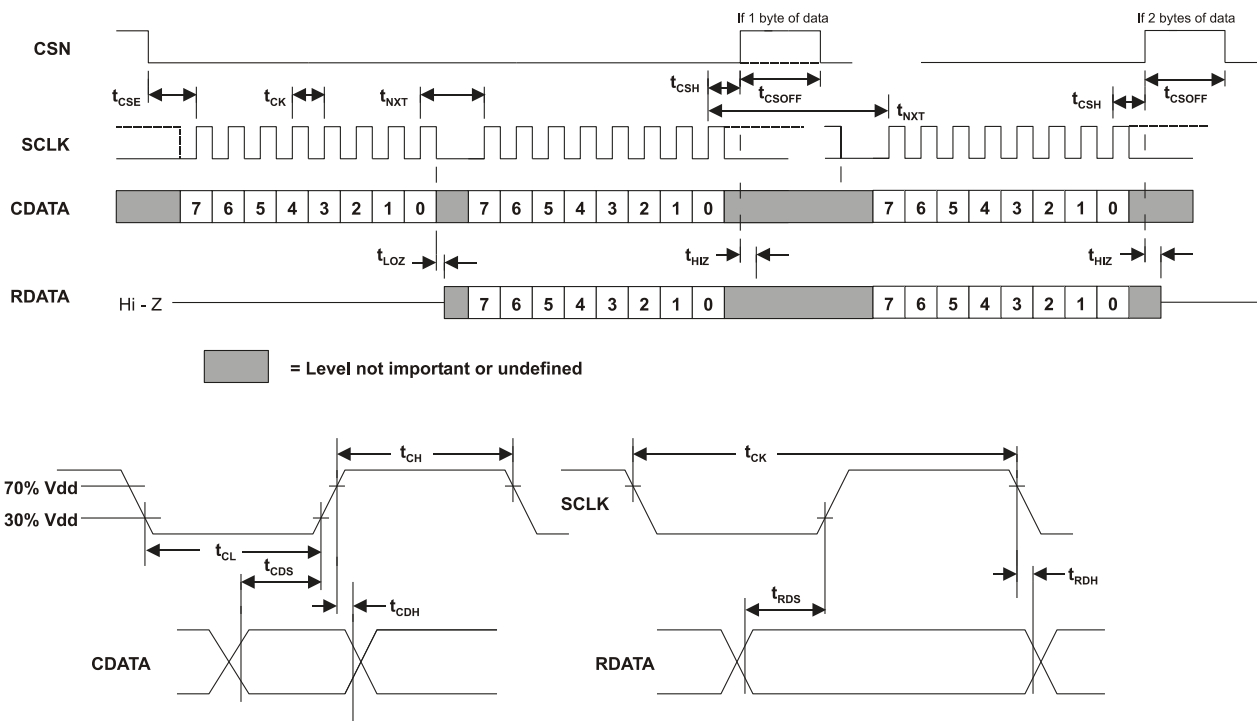 If 1 byte of data
If 2 bytes of data
CSN
tCSE
tCK
tNXT
tCSH
tCSOFF
tNXT
tCSH
tCSOFF
SCLK
CDATA
7 6 5 4 3 2 1 0
7 6 5 4 3 2 1 0
7 6 5 4 3 2 1 0
tLOZ
tHIZ
tHIZ
RDATA
Hi - Z
7 6 5 4 3 2 1 0
7 6 5 4 3 2 1 0
= Level not important or undefined
tCH
tCK
70% Vdd
30% Vdd
SCLK
tCL
tCDS
tCDH
tRDS
tRDH
CDATA
RDATA